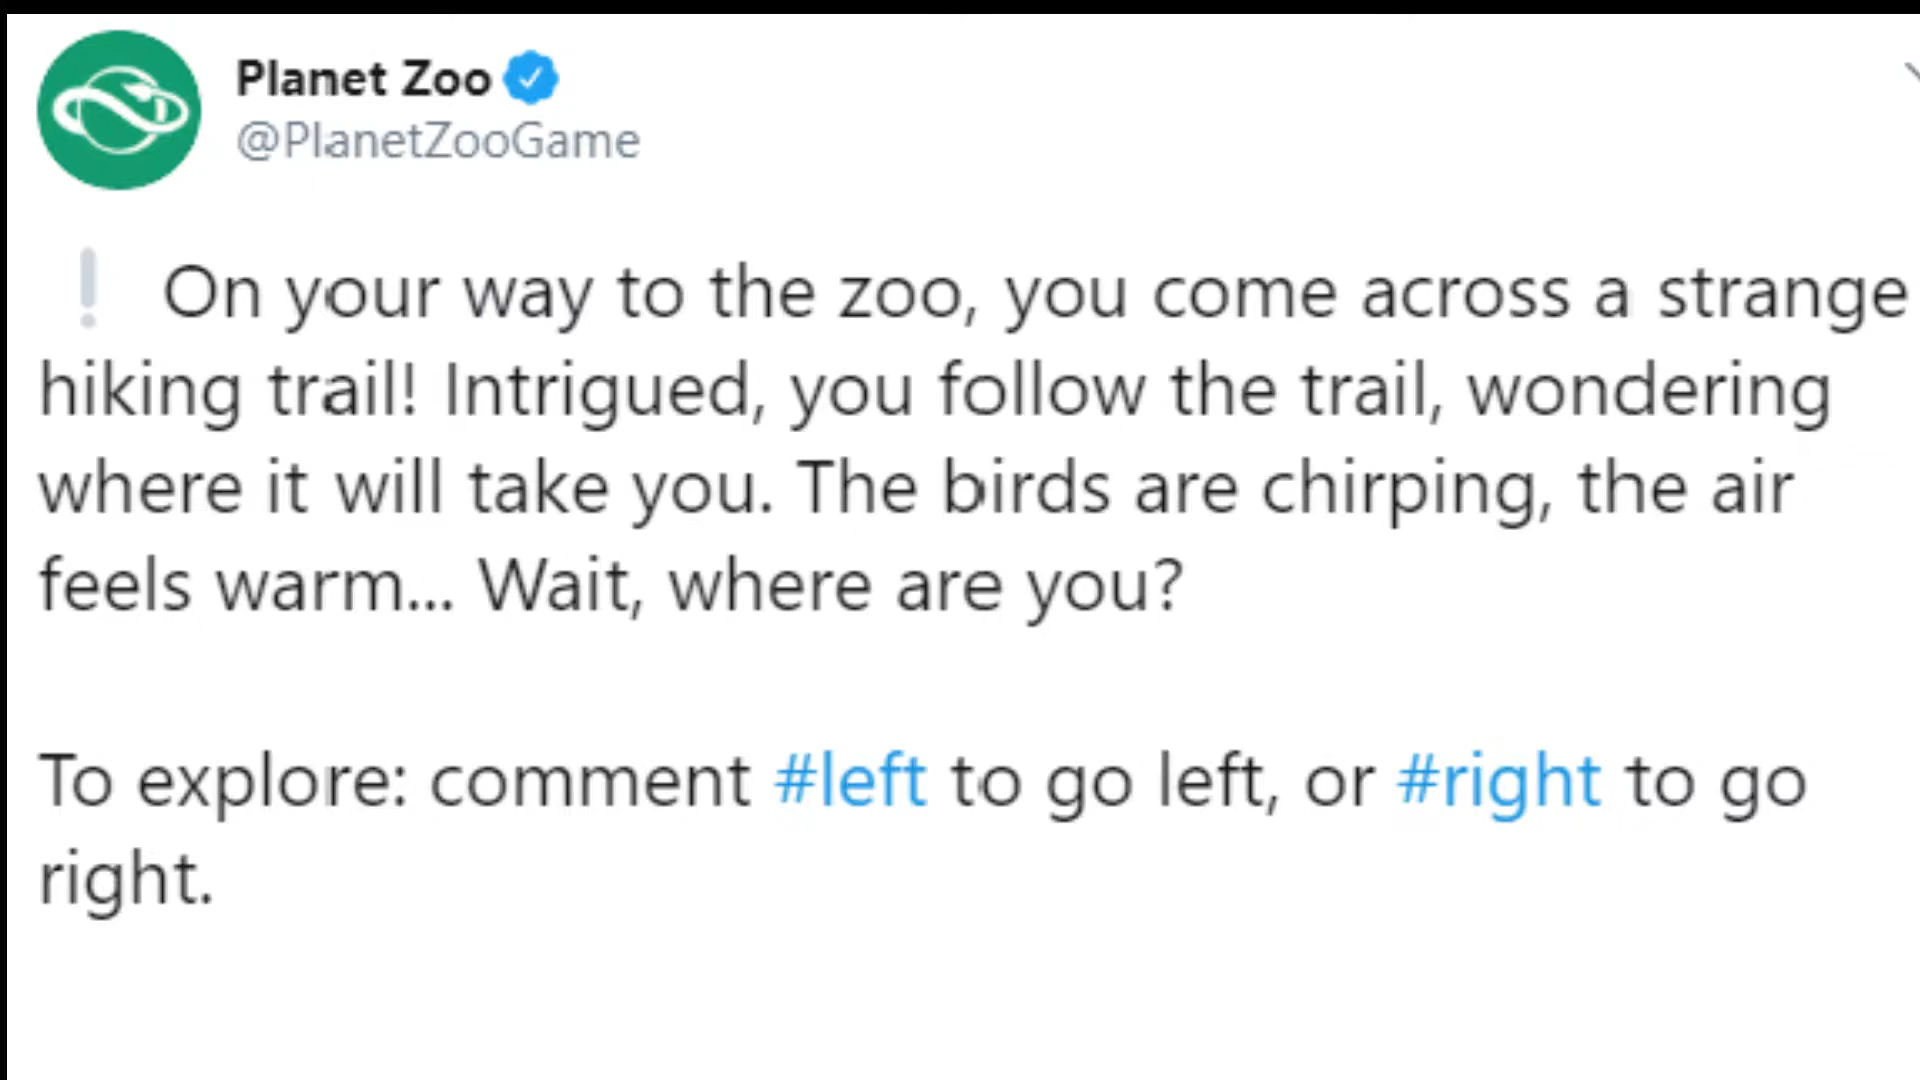 Planet Zoo
@PlanetZooGame
❕ On your way to the zoo, you come across a strange
hiking trail! Intrigued, you follow the trail, wondering
where it will take you. The birds are chirping, the air
feels warm... Wait, where are you?
To explore: comment #left to go left, or #right to go
right.